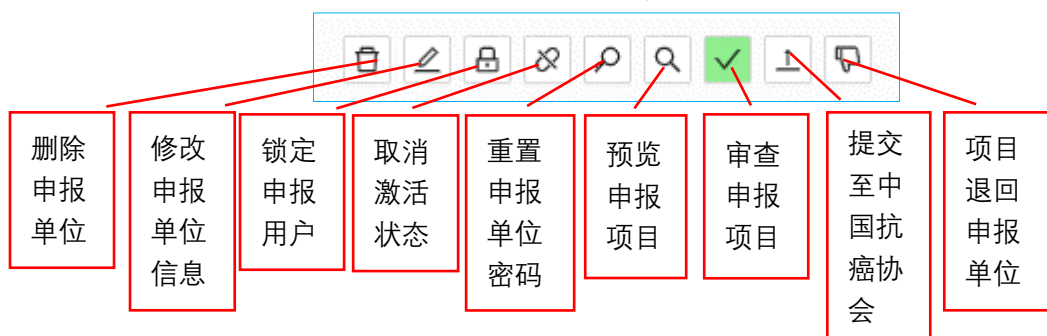 删除
申报
单位
修改
申报
单位
信息
锁定
申报
用户
取消
激活
状态
重置
申报
单位
密码
预览
申报
项目
审查
申报
项目
提交
至中
国抗
癌协
会
项目
退回
申报
单位